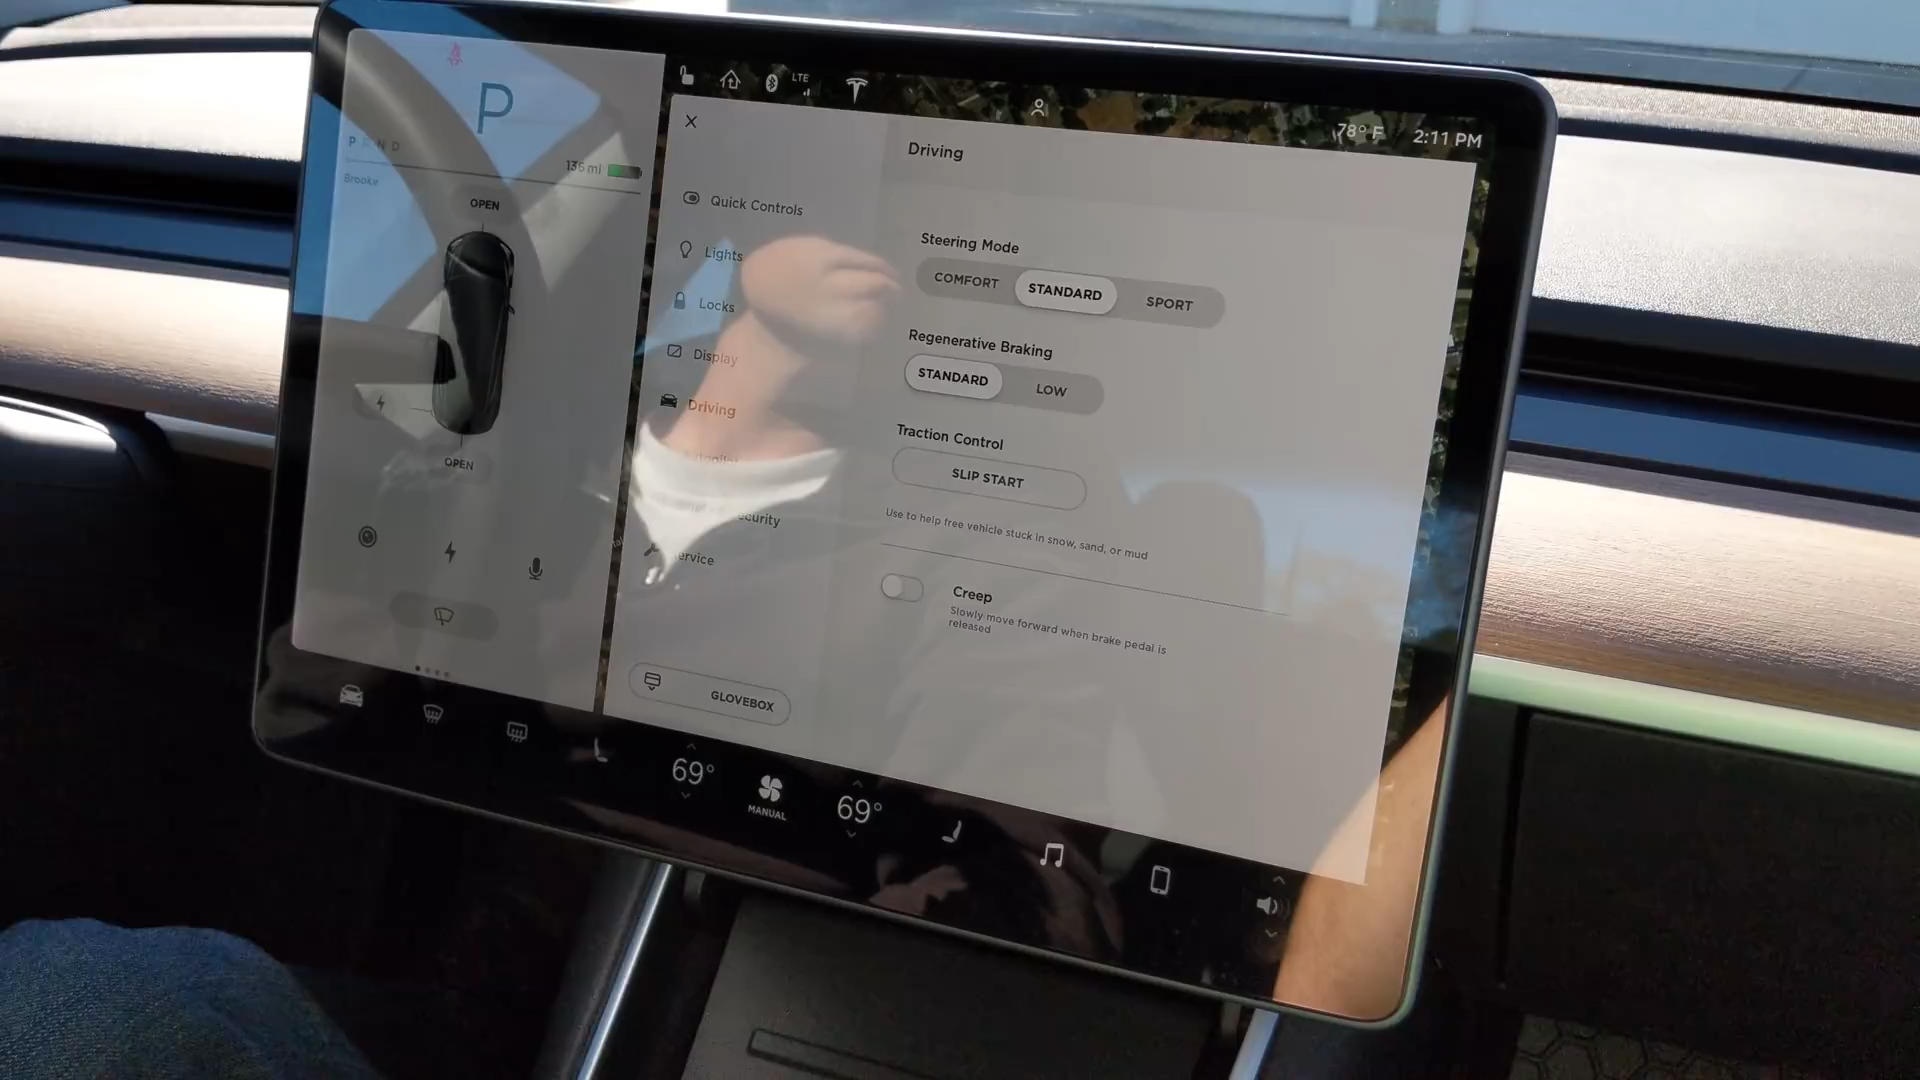 P
P R N D
136 mi
Brooke
OPEN
OPEN
LTE
78° F
2:11 PM
Driving
Quick Controls
Lights
Locks
Display
Driving
Service
GLOVEBOX
Steering Mode
COMFORT STANDARD SPORT
Regenerative Braking
STANDARD LOW
Traction Control
SLIP START
Use to help free vehicle stuck in snow, sand, or mud
Creep
Slowly move forward when brake pedal is
released
69°
MANUAL
69°